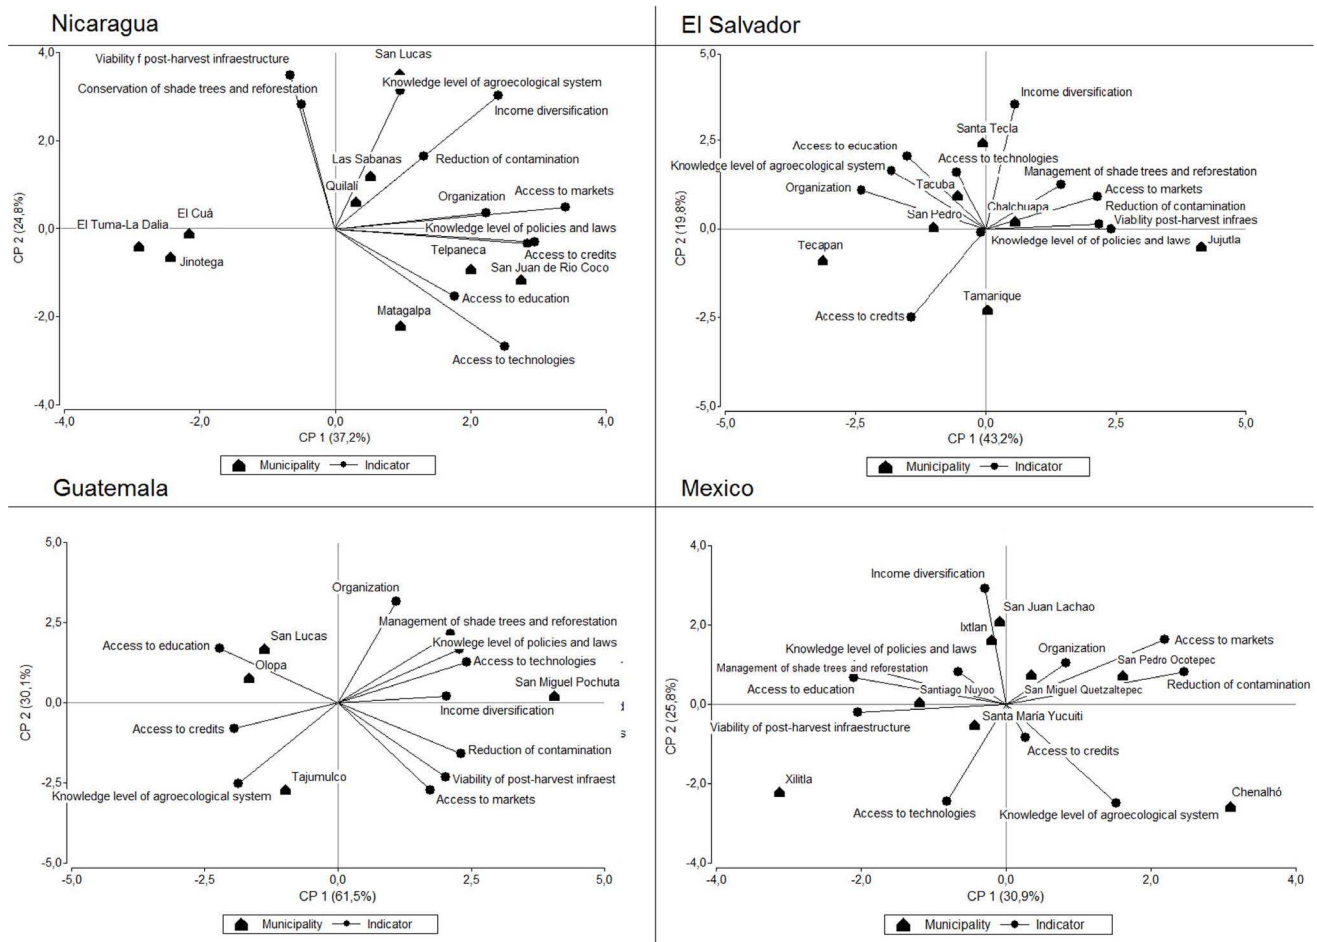 Nicaragua
4,0
Viability f post-harvest infraestructure
San Lucas
Conservation of shade trees and reforestation
Knowledge level of agroecological system
Income diversification
2,0
Las Sabanas
Reduction of contamination
Quilalí
Organization
Access to markets
El Tuma-La Dalia
El Cuá
0,0
Knowledge level of policies and laws
Jinotega
Telpaneca
Access to credits
San Juan de Rio Coco
Access to education
Matagalpa
-2,0
Access to technologies
-4,0
-4,0 -2,0 0,0 2,0 4,0
CP 2 (24,8%)
CP 1 (37,2%)
Municipality Indicator
El Salvador
5,0
Income diversification
Santa Tecla
2,5
Access to education
Access to technologies
Knowledge level of agroecological system
Management of shade trees and reforestation
Organization
Tacuba
Access to markets
San Pedro
Chalchuapa
Reduction of contamination
Viablity post-harvest infraes
0,0
Knowledge level of of policies and laws
Jujutla
Tecapan
Tamanique
Access to credits
-2,5
-5,0
-5,0 -2,5 0,0 2,5 5,0
CP 2 (19.8%)
CP 1 (43,2%)
Municipality Indicator
Guatemala
5,0
Organization
2,5
Management of shade trees and reforestation
San Lucas
Access to education
Knowlege level of policies and laws
Olopa
Access to technologies
San Miguel Pochuta
0,0
Income diversification
Access to credits
Reduction of contamination
Tajumulco
Viability of post-harvest infraest
-2,5
Knowledge level of agroecological system
Access to markets
-5,0
-5,0 -2,5 0,0 2,5 5,0
CP 2 (30,1%)
CP 1 (61,5%)
Municipality Indicator
Mexico
4,0
Income diversification
San Juan Lachao
2,0
Ixtlan
Access to markets
Knowledge level of policies and laws
Organization
Management of shade trees and reforestation
San Pedro Ocotepec
Access to education
Santiago Nuyoo
San Miguel Quetzaltepec
Reduction of contamination
0,0
Viability of post-harvest infraestructure
Santa María Yucuiti
Access to credits
-2,0
Xilitla
Chenalhó
Access to technologies
Knowledge level of agroecological system
-4,0
-4,0 -2,0 0,0 2,0 4,0
CP 2 (25,8%)
CP 1 (30,9%)
Municipality Indicator